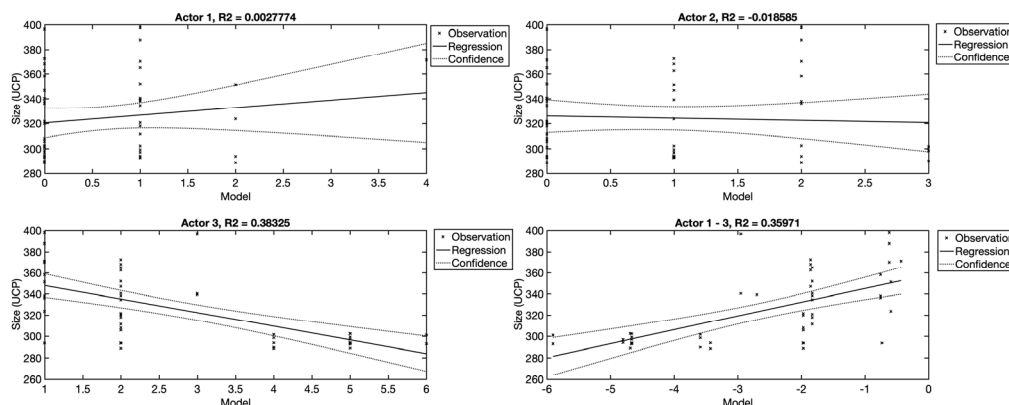 Actor 1, R2 = 0.0027774
400
380
360
340
320
300
280
Size (UCP)
0 0.5 1 1.5 2 2.5 3 3.5 4
Model
Observation
Regression
Confidence
Actor 2, R2 = -0.018585
400
380
360
340
320
300
280
Size (UCP)
0 0.5 1 1.5 2 2.5 3
Model
Observation
Regression
Confidence
Actor 3, R2 = 0.38325
400
380
360
340
320
300
280
260
Size (UCP)
1 1.5 2 2.5 3 3.5 4 4.5 5 5.5 6
Model
Observation
Regression
Confidence
Actor 1 - 3, R2 = 0.35971
400
380
360
340
320
300
280
260
Size (UCP)
-6 -5 -4 -3 -2 -1 0
Model
Observation
Regression
Confidence